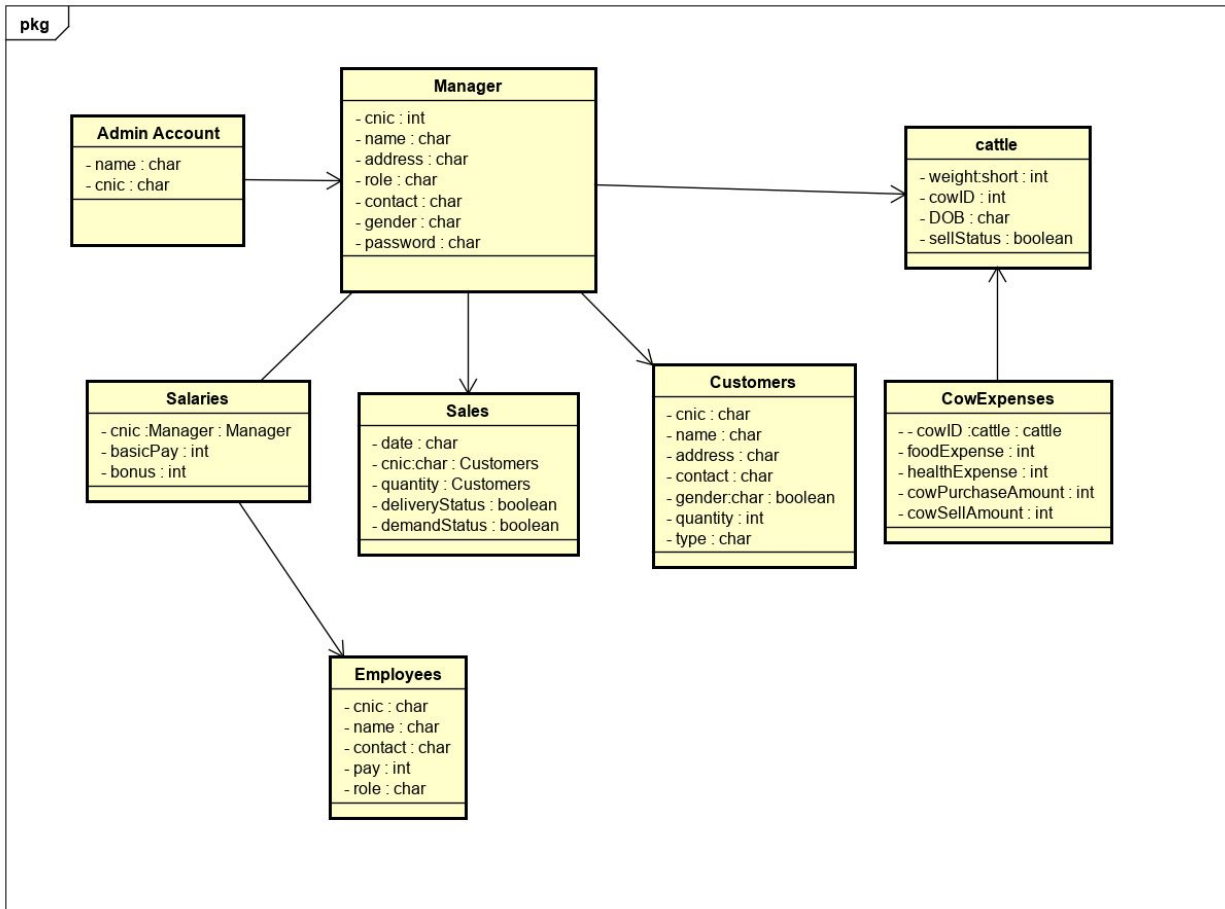 pkg
Admin Account
- name : char
- cnic : char
Manager
- cnic : int
- name : char
- address : char
- role : char
- contact : char
- gender : char
- password : char
cattle
- weight:short : int
- cowID : int
- DOB : char
- sellStatus : boolean
Salaries
- cnic :Manager : Manager
- basicPay : int
- bonus : int
Sales
- date : char
- cnic:char : Customers
- quantity : Customers
- deliveryStatus : boolean
- demandStatus : boolean
Customers
- cnic : char
- name : char
- address : char
- contact : char
- gender:char : boolean
- quantity : int
- type : char
CowExpenses
- - cowID :cattle : cattle
- foodExpense : int
- healthExpense : int
- cowPurchaseAmount : int
- cowSellAmount : int
Employees
- cnic : char
- name : char
- contact : char
- pay : int
- role : char